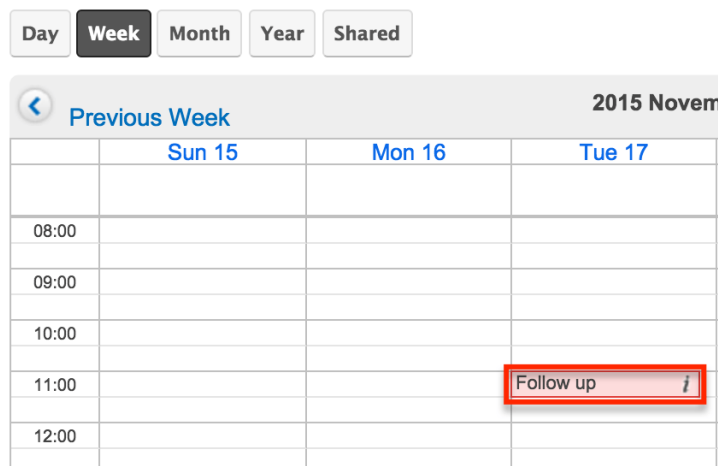 Day Week Month Year Shared
Previous Week 2015 Novem
Sun 15 Mon 16 Tue 17
08:00
09:00
10:00
11:00 Follow up i
12:00